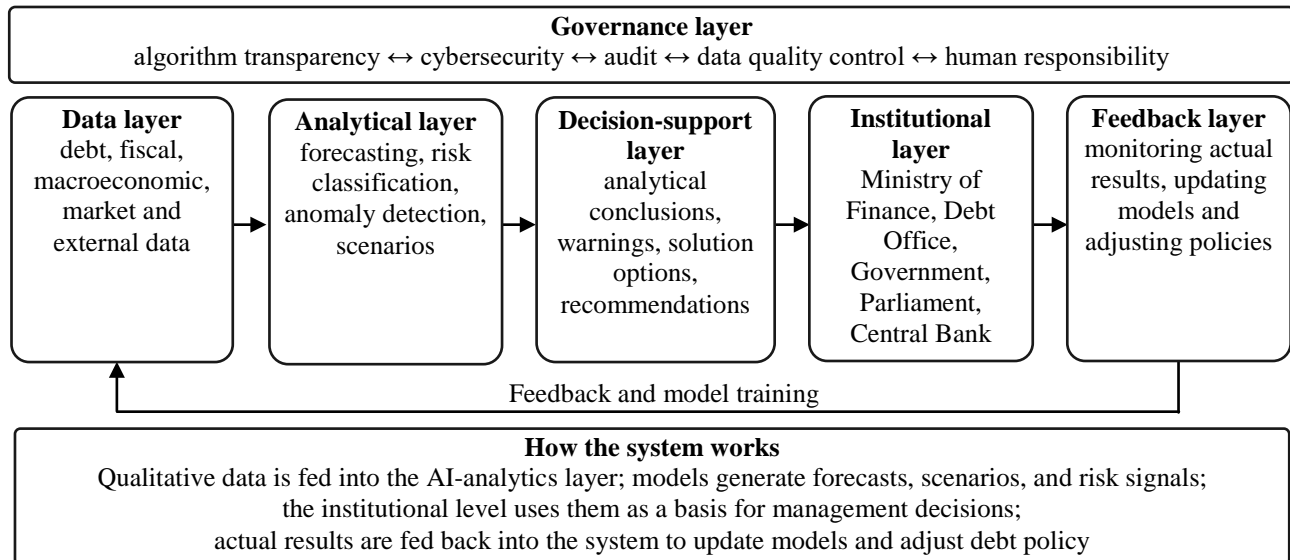 Governance layer
algorithm transparency ↔ cybersecurity ↔ audit ↔ data quality control ↔ human responsibility
Data layer
debt, fiscal,
macroeconomic,
market and
external data
Analytical layer
forecasting, risk
classification,
anomaly detection,
scenarios
Decision-support
layer
analytical
conclusions,
warnings, solution
options,
recommendations
Institutional
layer
Ministry of
Finance, Debt
Office,
Government,
Parliament,
Central Bank
Feedback layer
monitoring actual
results, updating
models and
adjusting policies
Feedback and model training
How the system works
Qualitative data is fed into the AI-analytics layer; models generate forecasts, scenarios, and risk signals;
the institutional level uses them as a basis for management decisions;
actual results are fed back into the system to update models and adjust debt policy